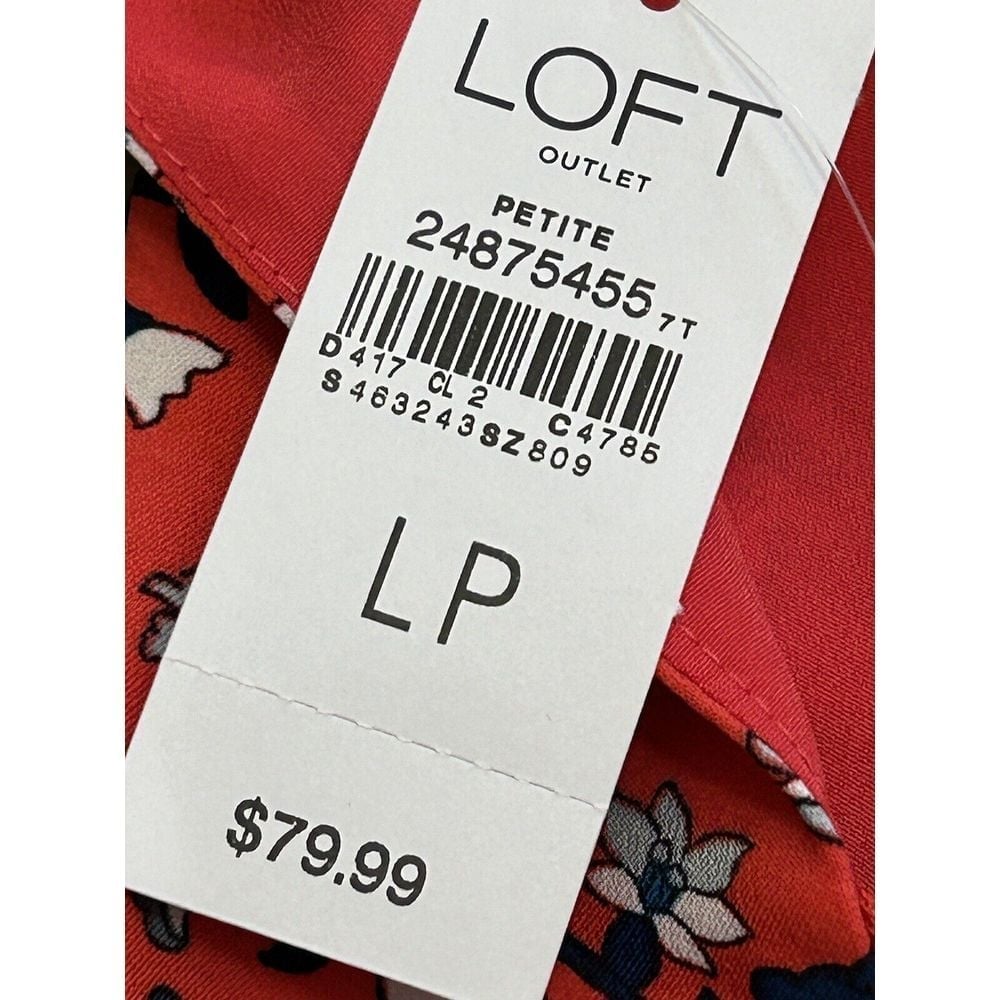 LOFT
OUTLET
PETITE
24875455 7T
D417 CL 2 C4785
S463243SZ809
LP
$79.99